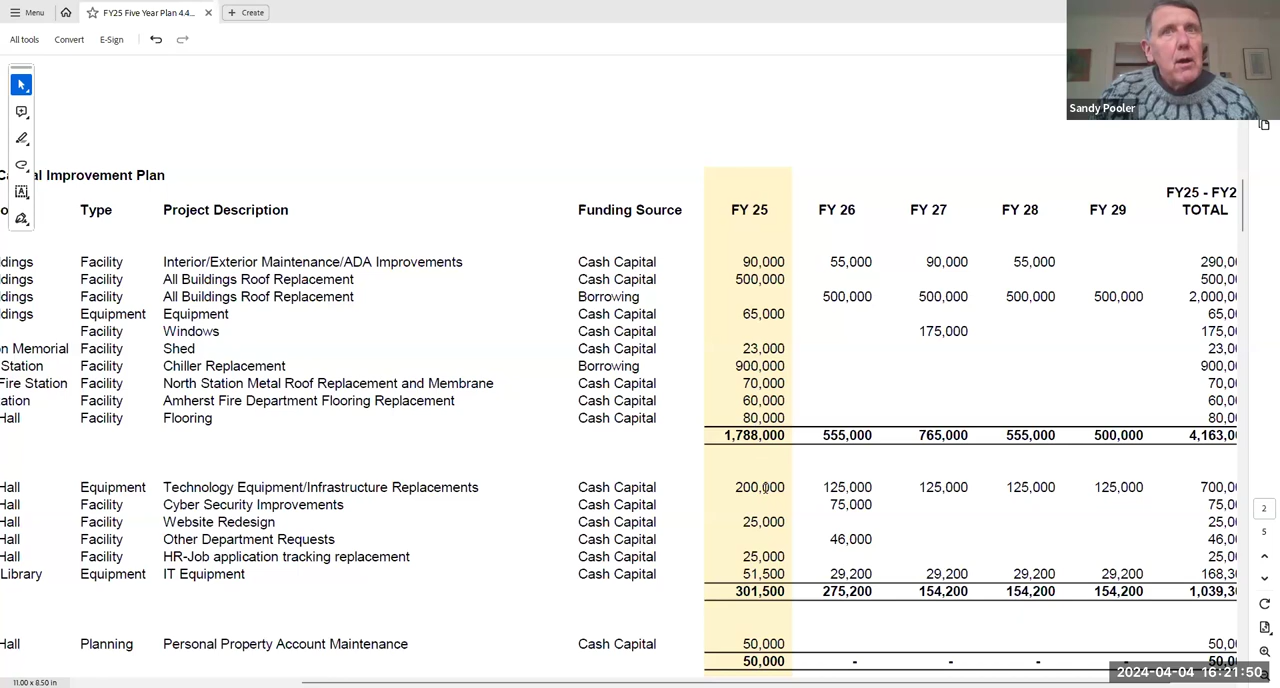 Menu FY25 Five Year Plan 4.4... Create
All tools Convert E-Sign
Sandy Pooler
al Improvement Plan
Type Project Description Funding Source FY 25 FY 26 FY 27 FY 28 FY 29 FY25 - FY2 TOTAL
dings Facility Interior/Exterior Maintenance/ADA Improvements Cash Capital 90,000 55,000 90,000 55,000 290,0
dings Facility All Buildings Roof Replacement Cash Capital 500,000 500,0
dings Facility All Buildings Roof Replacement Borrowing 500,000 500,000 500,000 500,000 2,000,0
dings Equipment Equipment Cash Capital 65,000 65,0
Facility Windows Cash Capital 175,000 175,0
n Memorial Facility Shed Cash Capital 23,000 23,0
Station Facility Chiller Replacement Borrowing 900,000 900,0
Fire Station Facility North Station Metal Roof Replacement and Membrane Cash Capital 70,000 70,0
ation Facility Amherst Fire Department Flooring Replacement Cash Capital 60,000 60,0
Hall Facility Flooring Cash Capital 80,000 80,0
1,788,000 555,000 765,000 555,000 500,000 4,163,0
Hall Equipment Technology Equipment/Infrastructure Replacements Cash Capital 200,000 125,000 125,000 125,000 125,000 700,0
Hall Facility Cyber Security Improvements Cash Capital 75,000 75,0
Hall Facility Website Redesign Cash Capital 25,000 25,0
Hall Facility Other Department Requests Cash Capital 46,000 46,0
Hall Facility HR-Job application tracking replacement Cash Capital 25,000 25,0
Library Equipment IT Equipment Cash Capital 51,500 29,200 29,200 29,200 29,200 168,3
301,500 275,200 154,200 154,200 154,200 1,039,3
Hall Planning Personal Property Account Maintenance Cash Capital 50,000 50,0
50,000 - - - - 50,0
2
5
2024-04-04 16:21:50
11.00 x 8.50 in